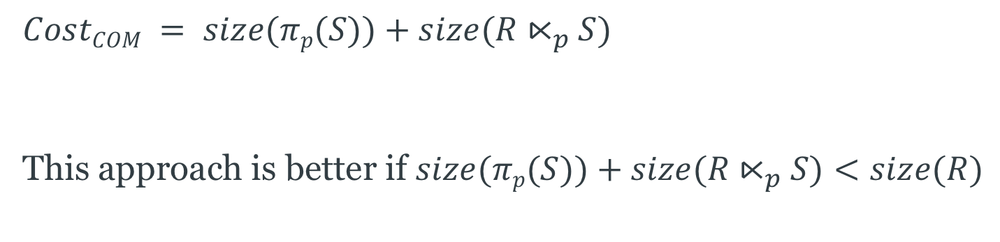 Cost_COM = size(π_p(S)) + size(R ⋉_p S)
This approach is better if size(π_p(S)) + size(R ⋉_p S) < size(R)